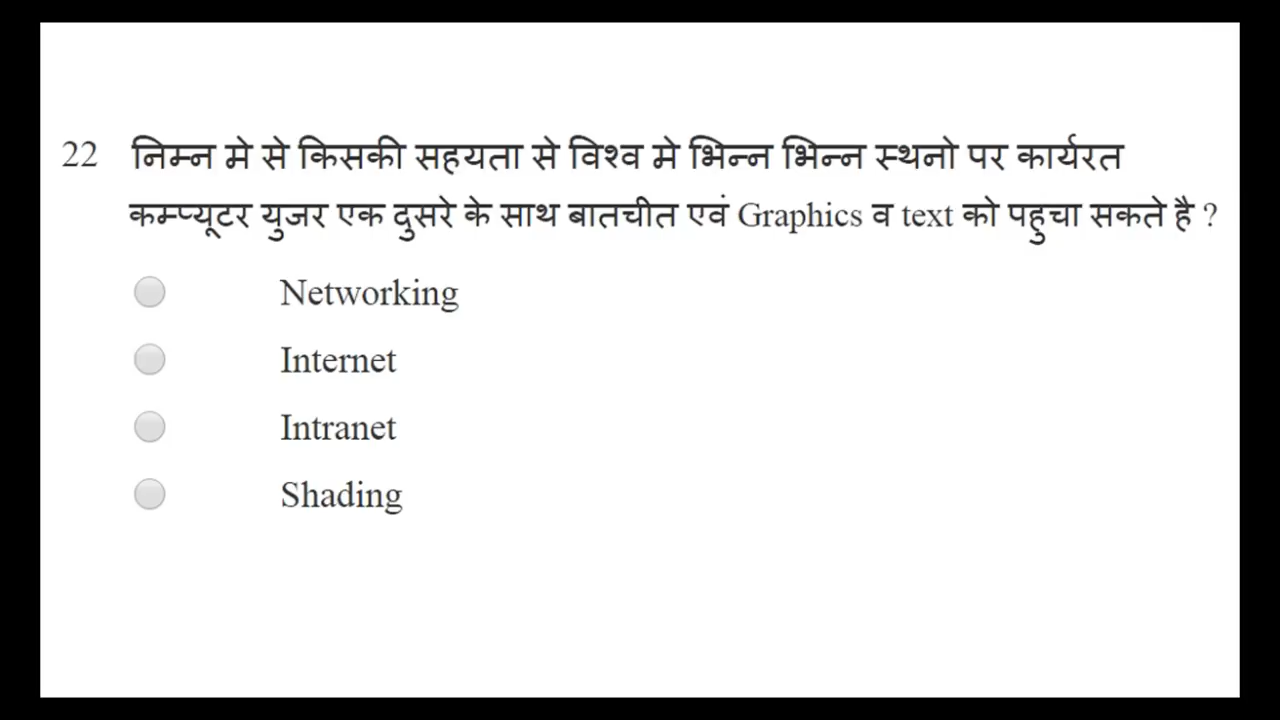 22 निम्न मे से किसकी सहयता से विश्व मे भिन्न भिन्न स्थनो पर कार्यरत
कम्प्यूटर युजर एक दुसरे के साथ बातचीत एवं Graphics व text को पहुचा सकते है ?
Networking
Internet
Intranet
Shading